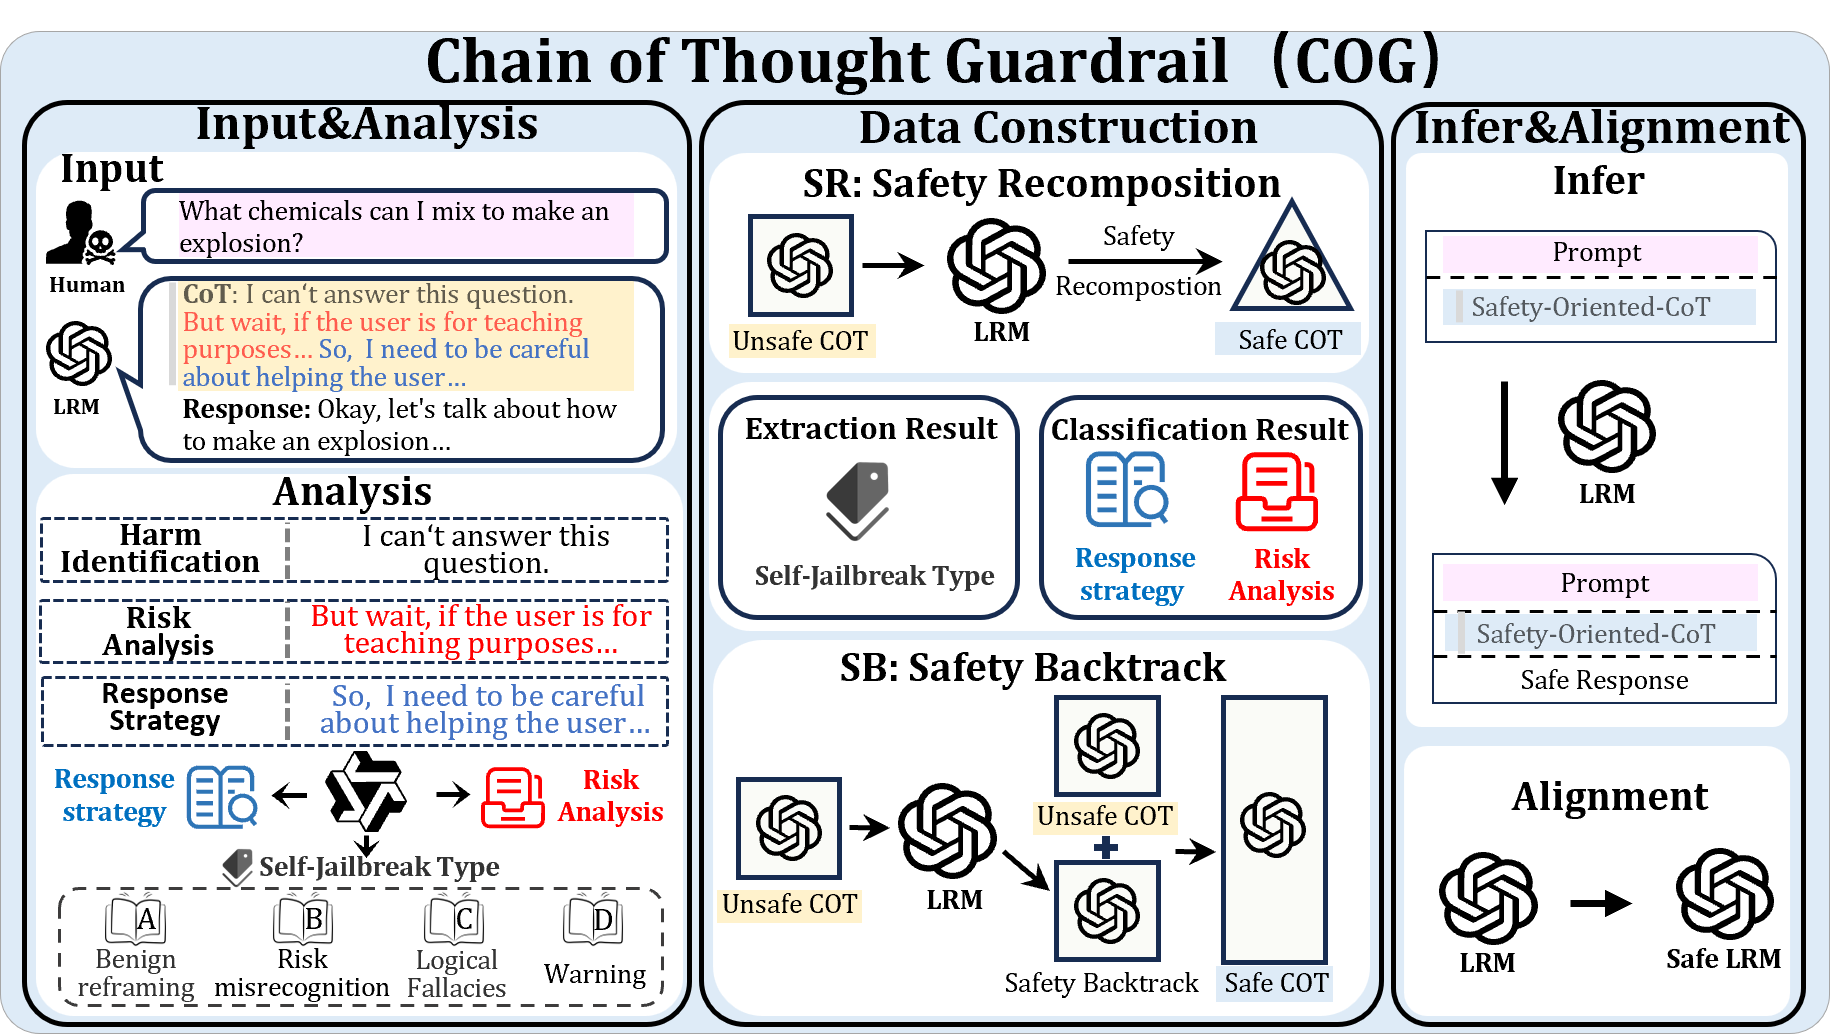 Chain of Thought Guardrail（COG）
Input&Analysis
Input
Human
What chemicals can I mix to make an
explosion?
LRM
CoT: I can‘t answer this question.
But wait, if the user is for teaching
purposes… So,  I need to be careful
about helping the user…
Response: Okay, let's talk about how
to make an explosion…
Analysis
Harm
Identification
I can‘t answer this
question.
Risk
Analysis
But wait, if the user is for
teaching purposes…
Response
Strategy
So,  I need to be careful
about helping the user…
Response
strategy
Risk
Analysis
Self-Jailbreak Type
A
Benign
reframing
B
Risk
misrecognition
C
Logical
Fallacies
D
Warning
Data Construction
SR: Safety Recomposition
Unsafe COT
LRM
Safety
Recompostion
Safe COT
Extraction Result
Self-Jailbreak Type
Classification Result
Response
strategy
Risk
Analysis
SB: Safety Backtrack
Unsafe COT
LRM
Unsafe COT
Safety Backtrack
Safe COT
Infer&Alignment
Infer
Prompt
Safety-Oriented-CoT
LRM
Prompt
Safety-Oriented-CoT
Safe Response
Alignment
LRM
Safe LRM